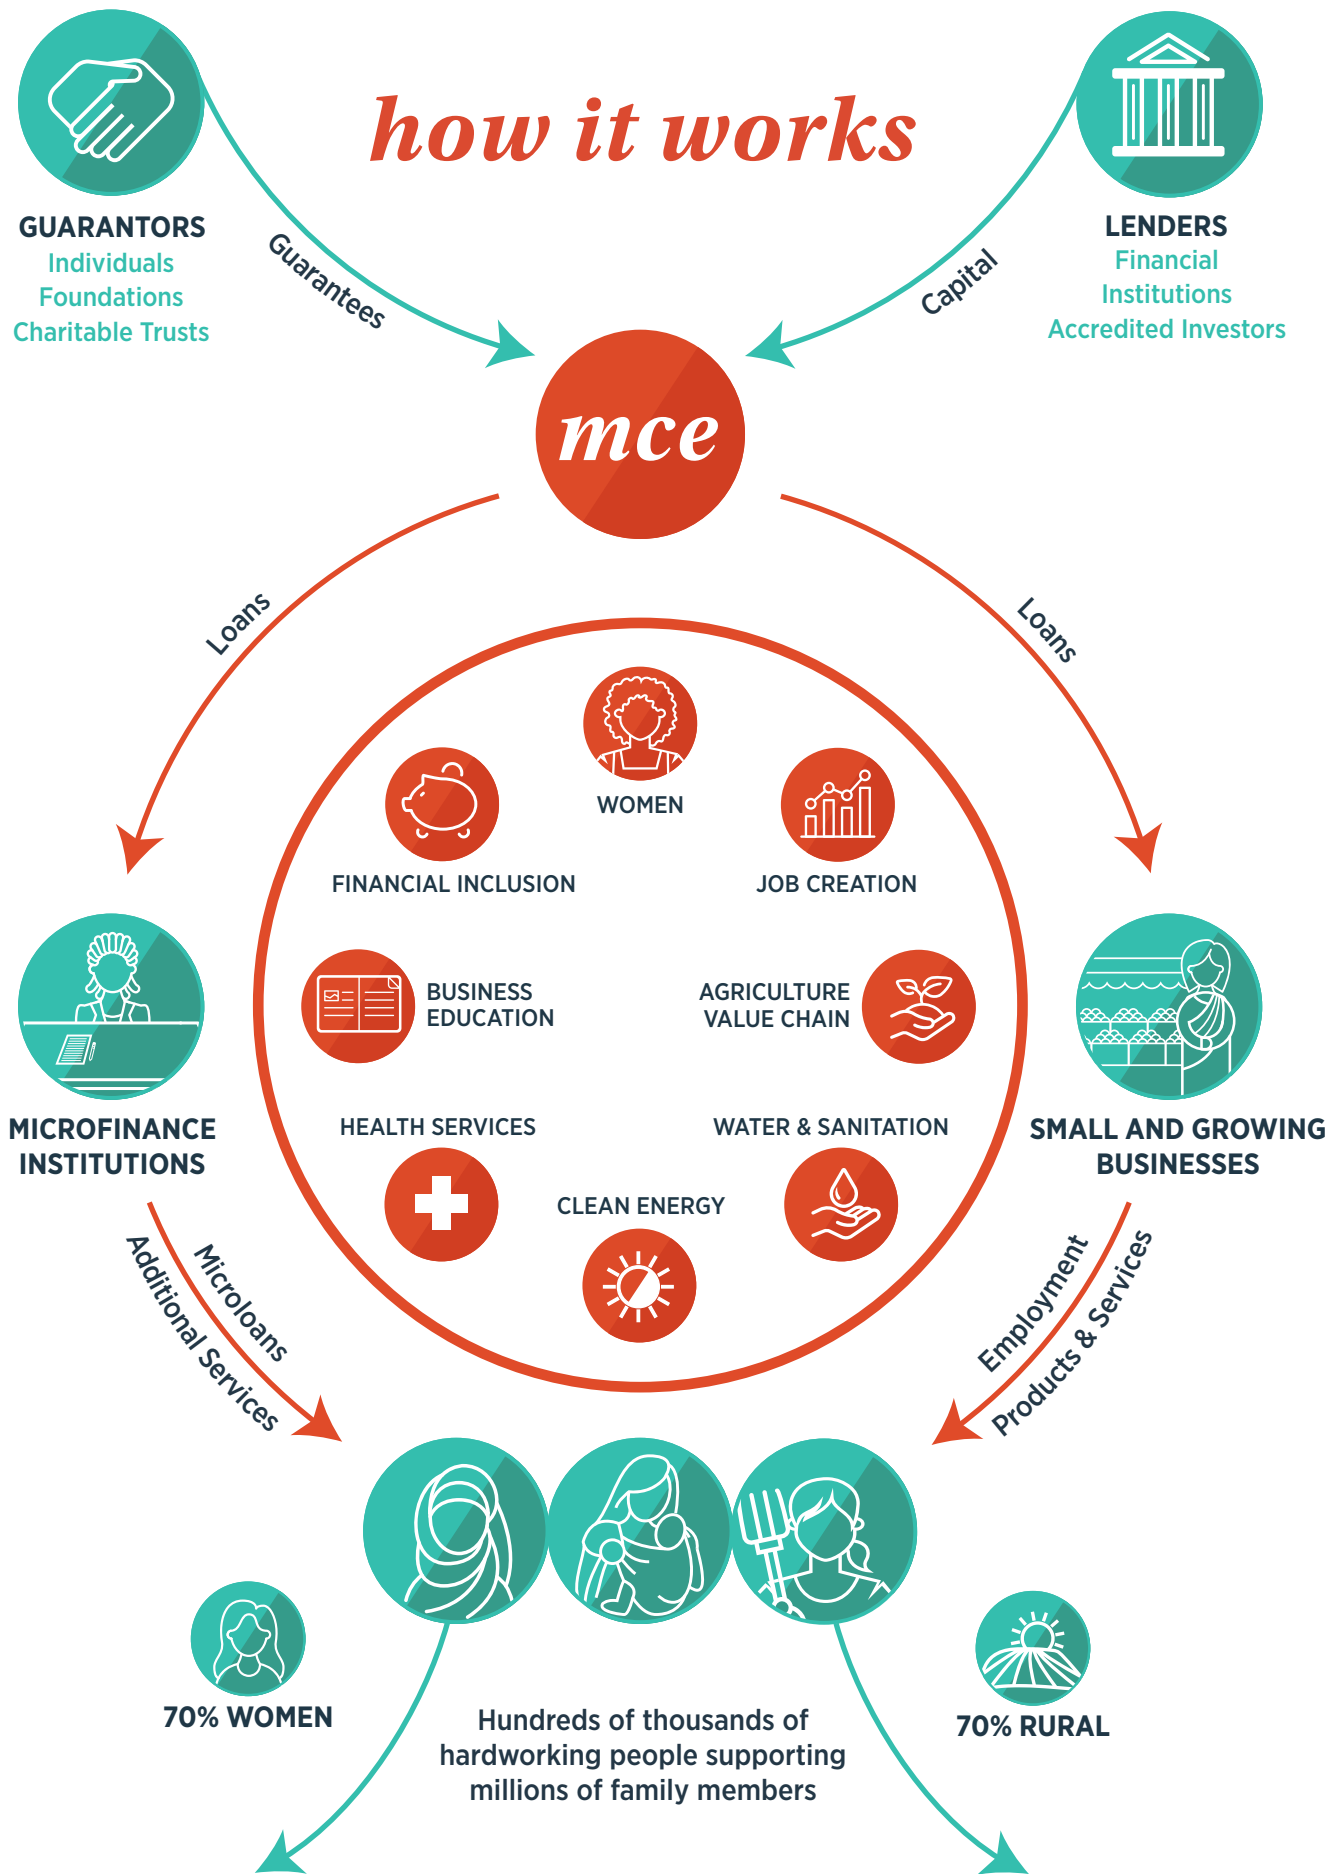 how it works
GUARANTORS
Individuals
Foundations
Charitable Trusts
Guarantees
LENDERS
Financial
Institutions
Accredited Investors
Capital
mce
Loans
Loans
WOMEN
FINANCIAL INCLUSION
JOB CREATION
BUSINESS
EDUCATION
AGRICULTURE
VALUE CHAIN
HEALTH SERVICES
WATER & SANITATION
CLEAN ENERGY
MICROFINANCE
INSTITUTIONS
SMALL AND GROWING
BUSINESSES
Microloans
Additional Services
Employment
Products & Services
70% WOMEN
Hundreds of thousands of
hardworking people supporting
millions of family members
70% RURAL